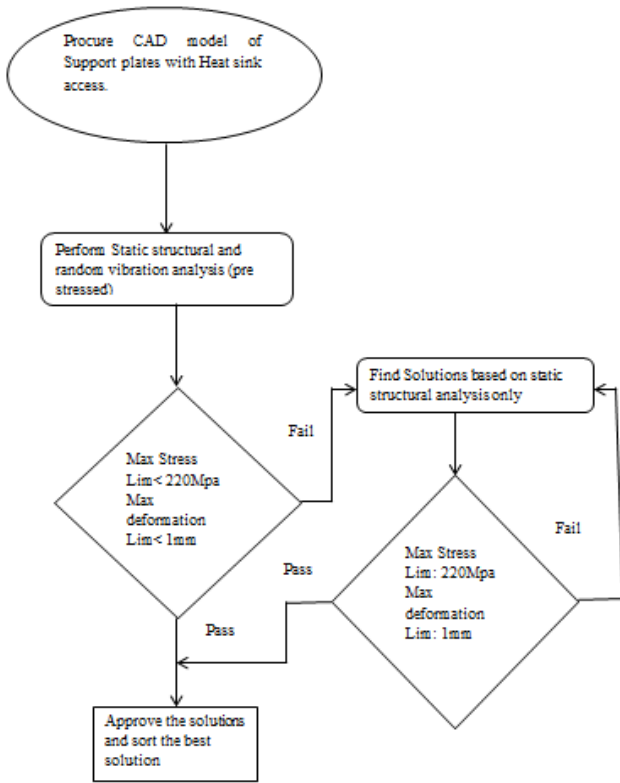 Procure CAD model of
Support plates with Heat sink
access.
Perform Static structural and
random vibration analysis (pre
stressed)
Find Solutions based on static
structural analysis only
Fail
Max Stress
Lim< 220Mpa
Max
deformation
Lim< 1mm
Fail
Max Stress
Lim: 220Mpa
Max
deformation
Lim: 1mm
Pass
Pass
Approve the solutions
and sort the best
solution